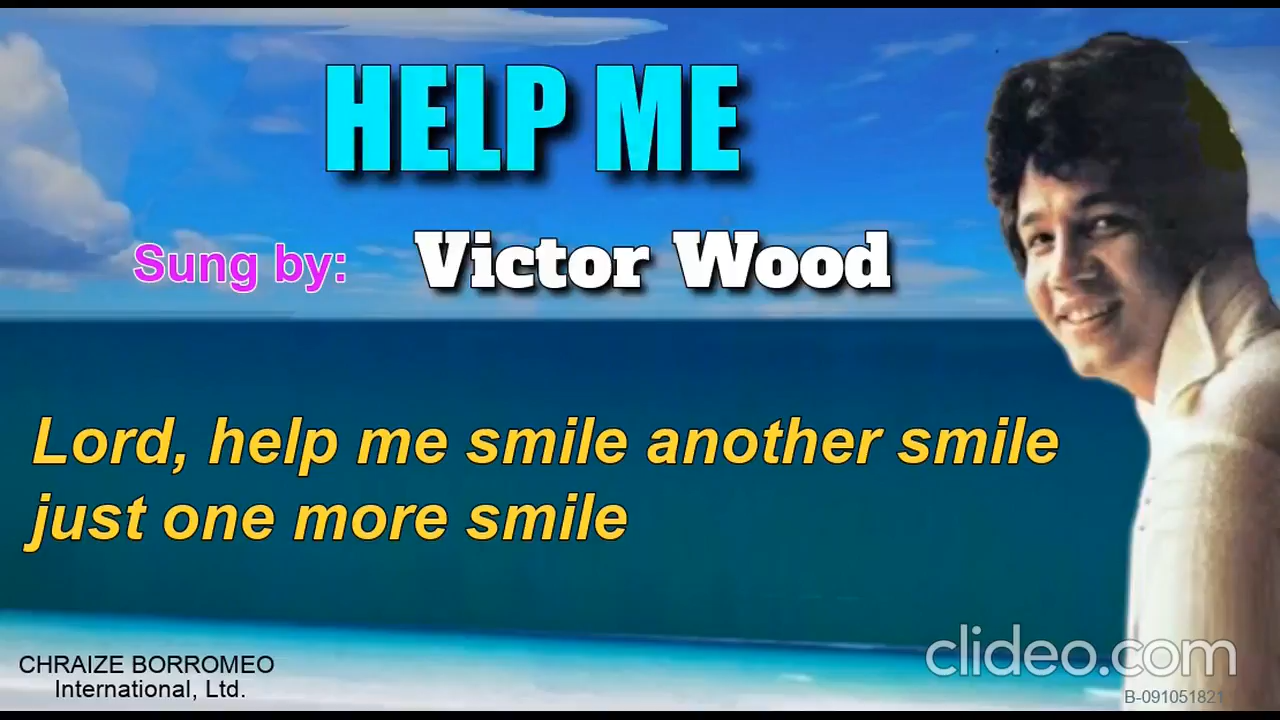 HELP ME
Sung by: Victor Wood
Lord, help me smile another smile
just one more smile
CHRAIZE BORROMEO
International, Ltd.
clideo.com
B-091051821